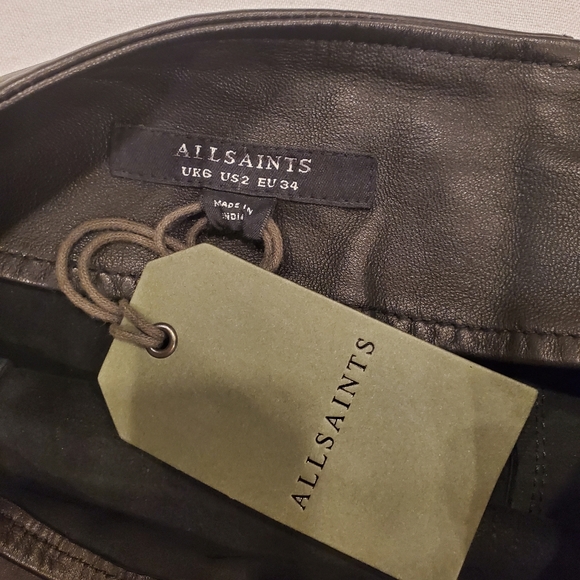 ALLSAINTS
UK6 US2 EU34
MADE IN
INDIA
ALLSAINTS